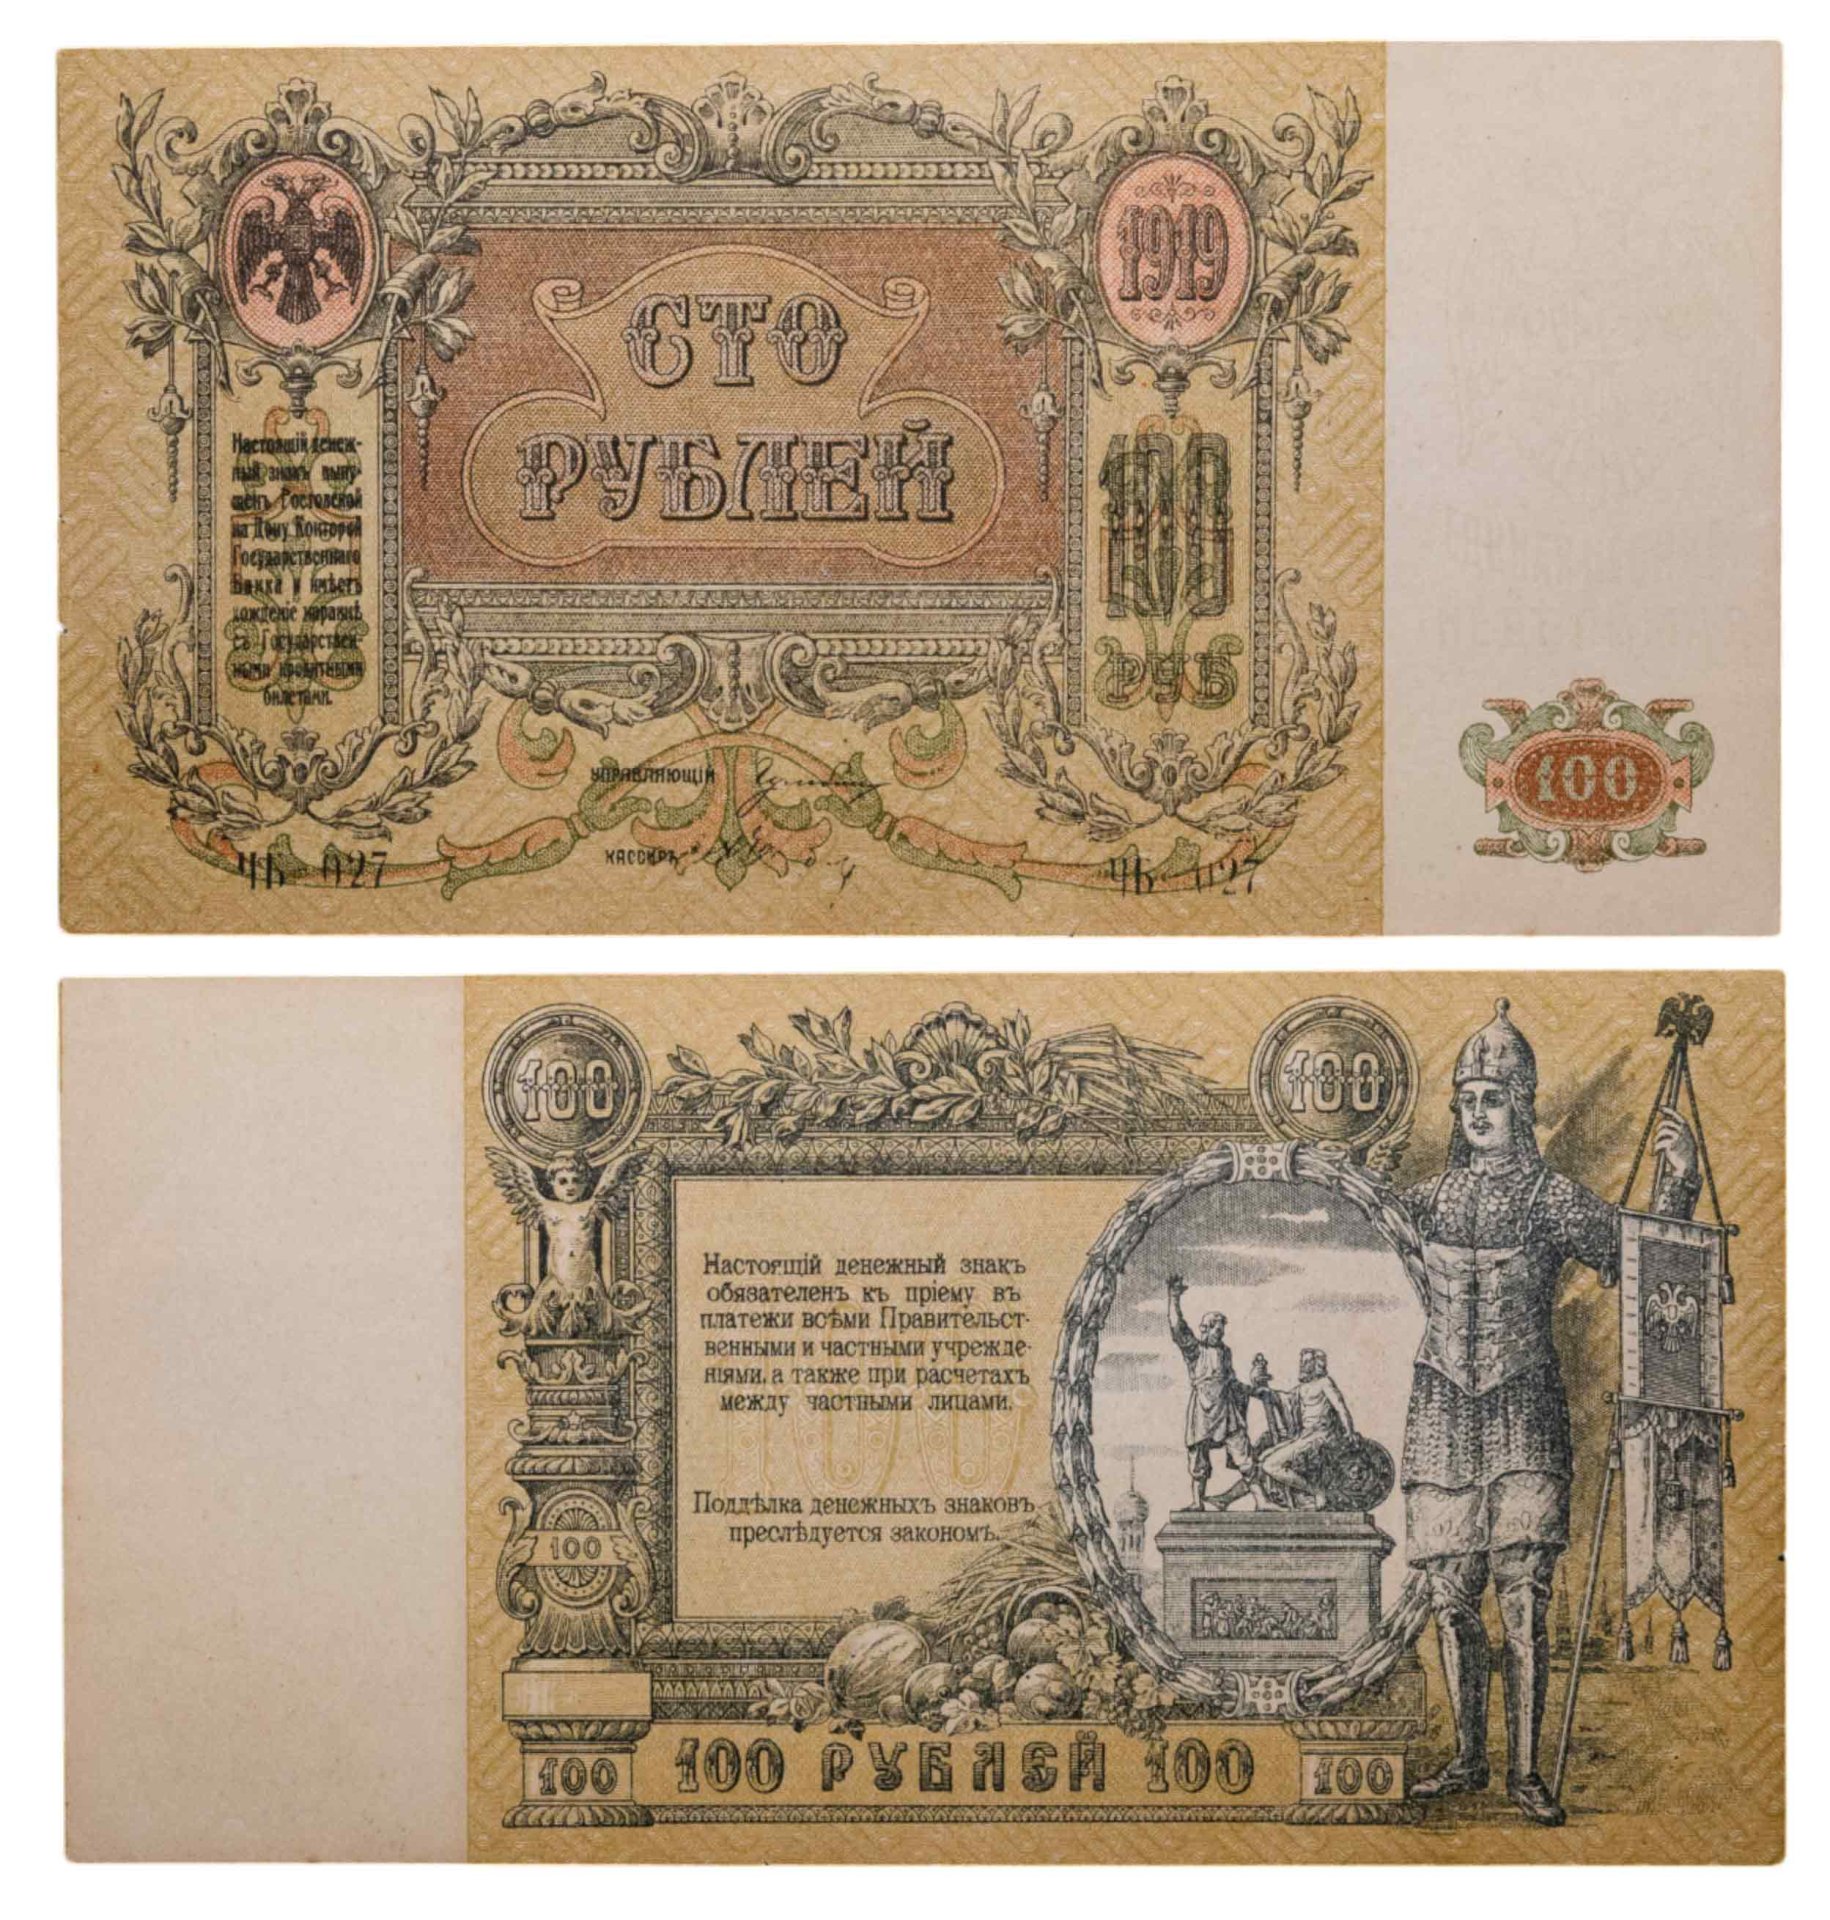 1919
СТО
РУБЛЕЙ
Настоящій денеж-
ный знакъ выпу-
щенъ Ростовской
на Дону Конторой
Государственнаго
Банка и имѣетъ
хожденіе наравнѣ
съ Государствен-
ными кредитными
билетами.
100
РУБ
УПРАВЛЯЮЩІЙ
КАССИРЪ
ЧБ 027
ЧБ 027
100
100
100
Настоящій денежный знакъ
обязателенъ къ пріему въ
платежи всѣми Правительст-
венными и частными учрежде-
ніями, а также при расчетахъ
между частными лицами.
100
Поддѣлка денежныхъ знаковъ
преслѣдуется закономъ.
100
100
100 РУБЛЕЙ 100
100